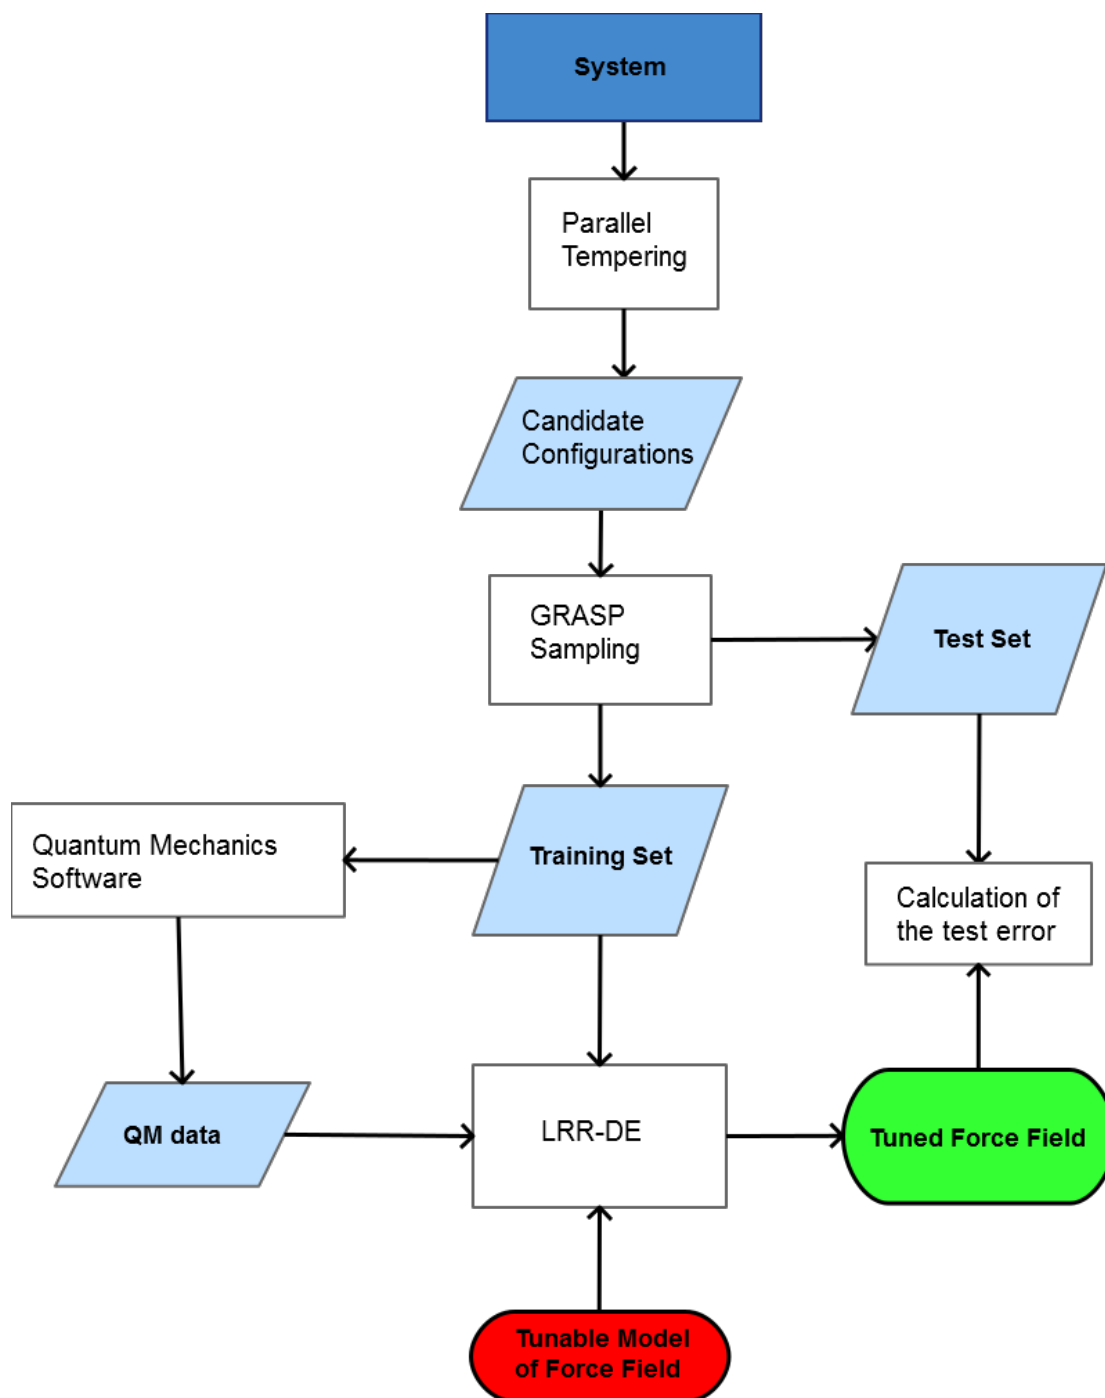 System
Parallel
Tempering
Candidate
Configurations
GRASP
Sampling
Test Set
Quantum Mechanics
Software
Training Set
Calculation of
the test error
QM data
LRR-DE
Tuned Force Field
Tunable Model
of Force Field